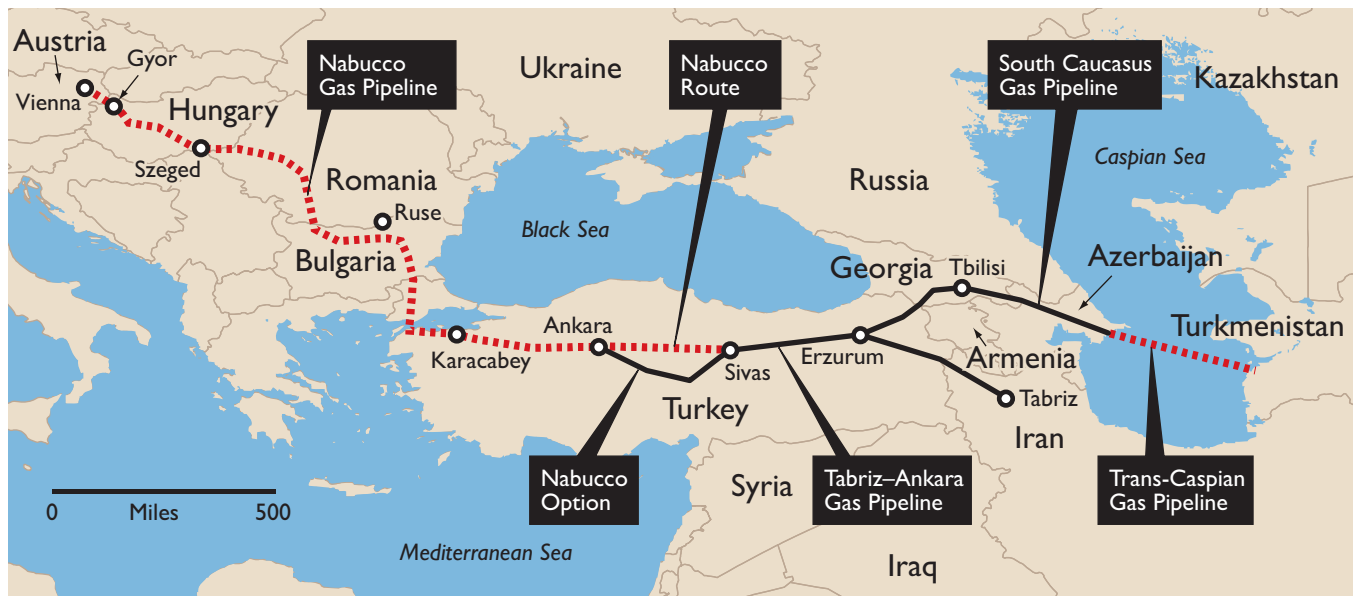 Austria
Gyor
Vienna
Hungary
Szeged
Nabucco
Gas Pipeline
Ukraine
Nabucco
Route
South Caucasus
Gas Pipeline
Kazakhstan
Caspian Sea
Romania
Ruse
Russia
Black Sea
Bulgaria
Georgia
Tbilisi
Azerbaijan
Karacabey
Ankara
Sivas
Erzurum
Armenia
Turkmenistan
Turkey
Tabriz
Iran
Nabucco
Option
Syria
Tabriz–Ankara
Gas Pipeline
Trans-Caspian
Gas Pipeline
0 Miles 500
Mediterranean Sea
Iraq